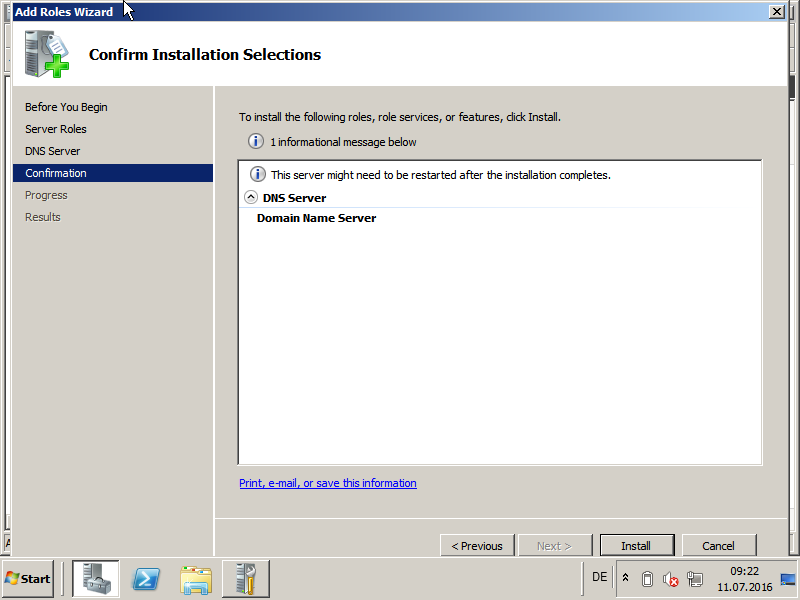 Add Roles Wizard
Confirm Installation Selections
Before You Begin
Server Roles
DNS Server
Confirmation
Progress
Results
To install the following roles, role services, or features, click Install.
1 informational message below
This server might need to be restarted after the installation completes.
DNS Server
Domain Name Server
Print, e-mail, or save this information
< Previous
Next >
Install
Cancel
Start
DE
09:22
11.07.2016